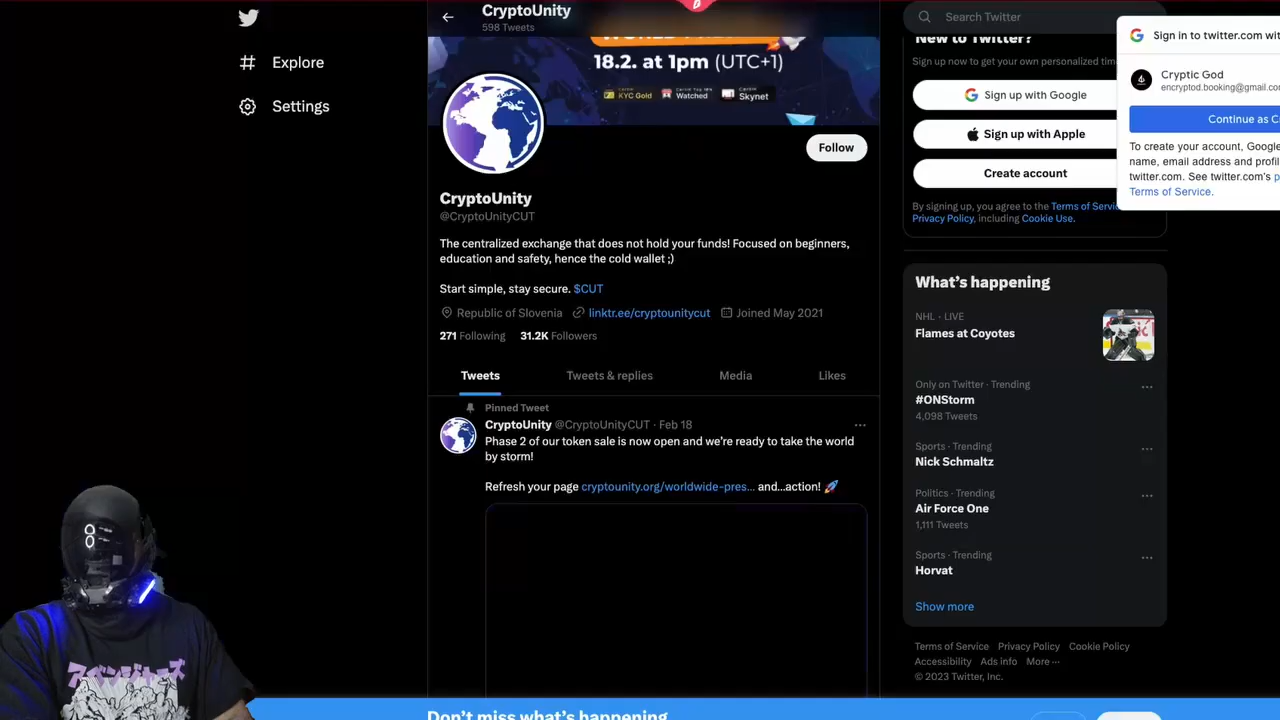 Explore
Settings
CryptoUnity
598 Tweets
18.2. at 1pm (UTC+1)
KYC Gold
Watched
Skynet
Follow
CryptoUnity
@CryptoUnityCUT
The centralized exchange that does not hold your funds! Focused on beginners,
education and safety, hence the cold wallet ;)
Start simple, stay secure. $CUT
Republic of Slovenia linktr.ee/cryptounitycut Joined May 2021
271 Following 31.2K Followers
Tweets Tweets & replies Media Likes
Pinned Tweet
CryptoUnity @CryptoUnityCUT · Feb 18
Phase 2 of our token sale is now open and we're ready to take the world
by storm!
Refresh your page cryptounity.org/worldwide-pres... and...action! 🚀
Search Twitter
New to Twitter?
Sign up now to get your own personalized
Sign up with Google
Sign up with Apple
Create account
By signing up, you agree to the Terms of
Privacy Policy, including Cookie Use.
Sign in to twitter.com
Cryptic God
encryptod.booking@gmail.com
Continue as
To create your account, Google
name, email address and
twitter.com. See twitter.com's
Terms of Service.
What's happening
NHL · LIVE
Flames at Coyotes
Only on Twitter · Trending
#ONStorm
4,098 Tweets
Sports · Trending
Nick Schmaltz
Politics · Trending
Air Force One
1,111 Tweets
Sports · Trending
Horvat
Show more
Terms of Service Privacy Policy Cookie Policy
Accessibility Ads info More ···
© 2023 Twitter, Inc.
Don't miss what's happening